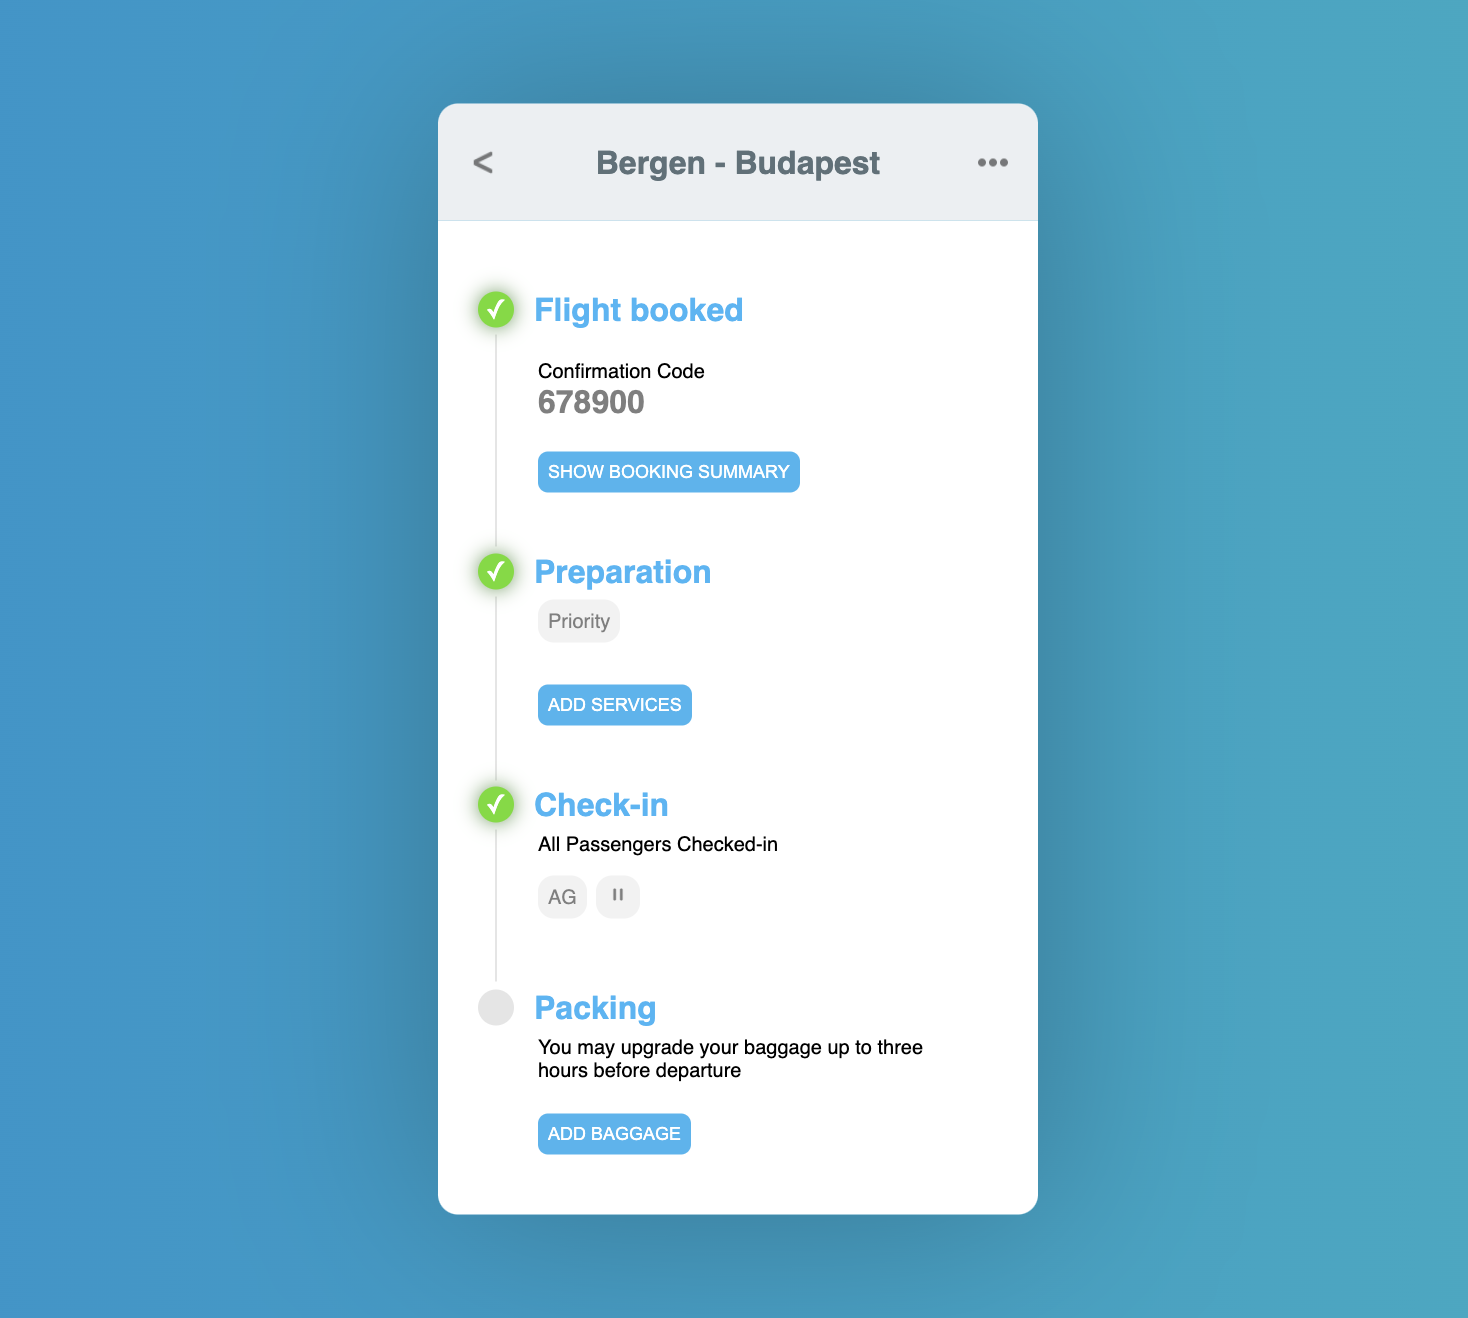 < Bergen - Budapest •••
Flight booked
Confirmation Code
678900
SHOW BOOKING SUMMARY
Preparation
Priority
ADD SERVICES
Check-in
All Passengers Checked-in
AG "
Packing
You may upgrade your baggage up to three
hours before departure
ADD BAGGAGE